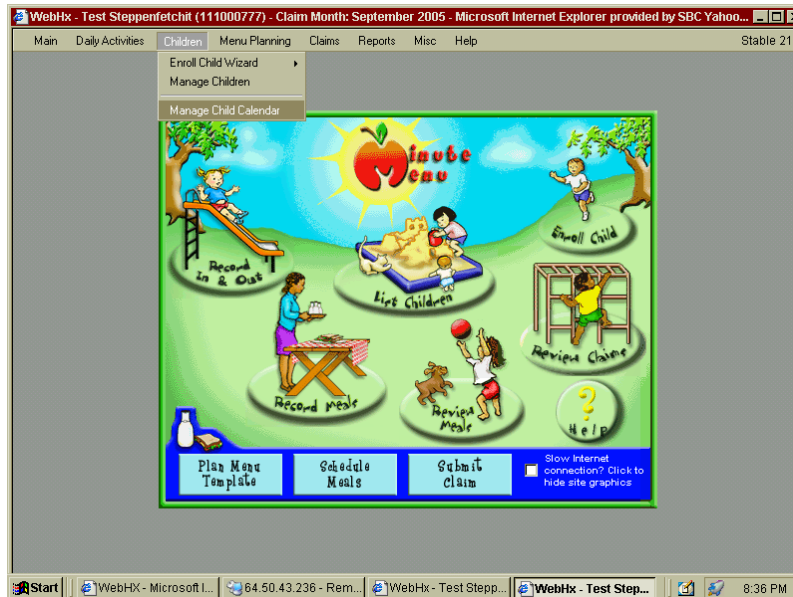 WebHx - Test Steppenfetchit (111000777) - Claim Month: September 2005 - Microsoft Internet Explorer provided by SBC Yahoo...
Main Daily Activities Children Menu Planning Claims Reports Misc Help Stable 21
Enroll Child Wizard
Manage Children
Manage Child Calendar
Minute
Menu
Enroll Child
Record
In & Out
List Children
Review Claims
Record Meals
Review
Meals
?
Help
Plan Menu
Template
Schedule
Meals
Submit
Claim
Slow Internet
connection? Click to
hide site graphics
Start WebHX - Microsoft I... 64.50.43.236 - Rem... WebHx - Test Stepp... WebHx - Test Step... 8:36 PM